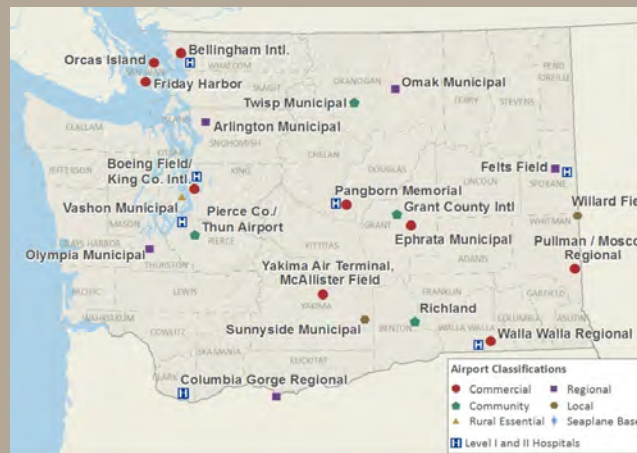 Bellingham Intl.
Orcas Island
WHATCOM
PEND
OREILLE
Friday Harbor
SKAGIT
OKANOGAN
Omak Municipal
Twisp Municipal
FERRY
STEVENS
ISLAND
CLALLAM
Arlington Municipal
SNOHOMISH
CHELAN
Boeing Field/
King Co. Intl.
DOUGLAS
Felts Field
JEFFERSON
KING
LINCOLN
SPOKANE
Pangborn Memorial
Vashon Municipal
Grant County Intl
Willard Fie
MASON
Pierce Co./
Thun Airport
GRANT
WHITMAN
GRAYS HARBOR
PIERCE
Ephrata Municipal
Pullman / Mosco
Regional
Olympia Municipal
KITTITAS
ADAMS
THURSTON
Yakima Air Terminal,
McAllister Field
PACIFIC
LEWIS
FRANKLIN
GARFIELD
YAKIMA
Richland
COLUMBIA
ASOTIN
WAHKIAKUM
Sunnyside Municipal
BENTON
WALLA WALLA
COWLITZ
Walla Walla Regional
SKAMANIA
KLICKITAT
CLARK
Columbia Gorge Regional
Airport Classifications
Commercial
Regional
Community
Local
Rural Essential
Seaplane Base
H Level I and II Hospitals